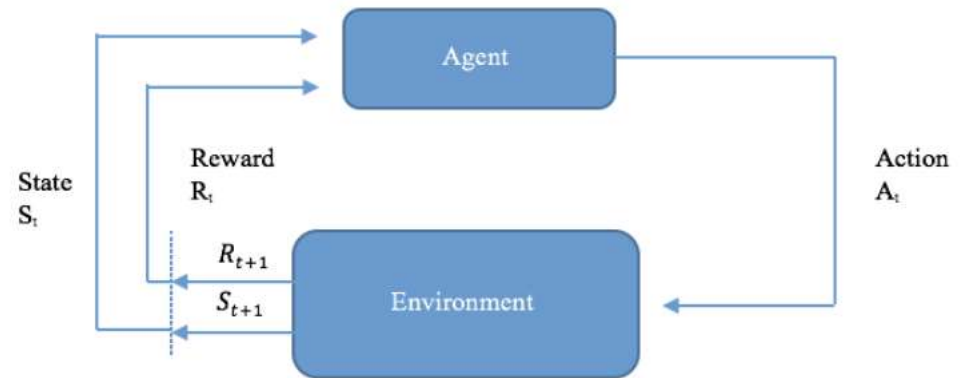 Agent
Reward
Rₜ
Action
Aₜ
State
Sₜ
Rₜ₊₁
Sₜ₊₁
Environment